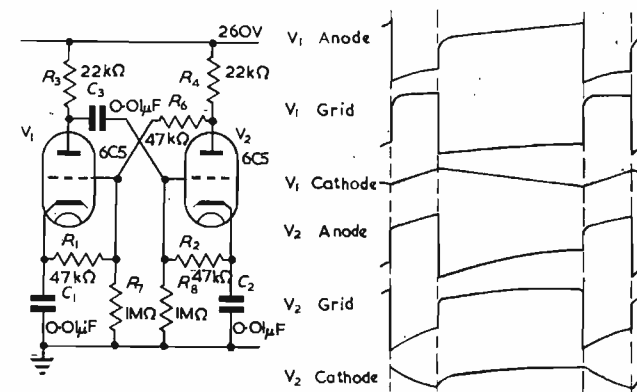 260V
R3 22kΩ
R4 22kΩ
C3
0·01µF
R6
47kΩ
V1
V2
6C5
6C5
R1
47kΩ
R2
47kΩ
C1
0·01µF
R7
1MΩ
R8
1MΩ
C2
0·01µF
V1 Anode
V1 Grid
V1 Cathode
V2 Anode
V2 Grid
V2 Cathode